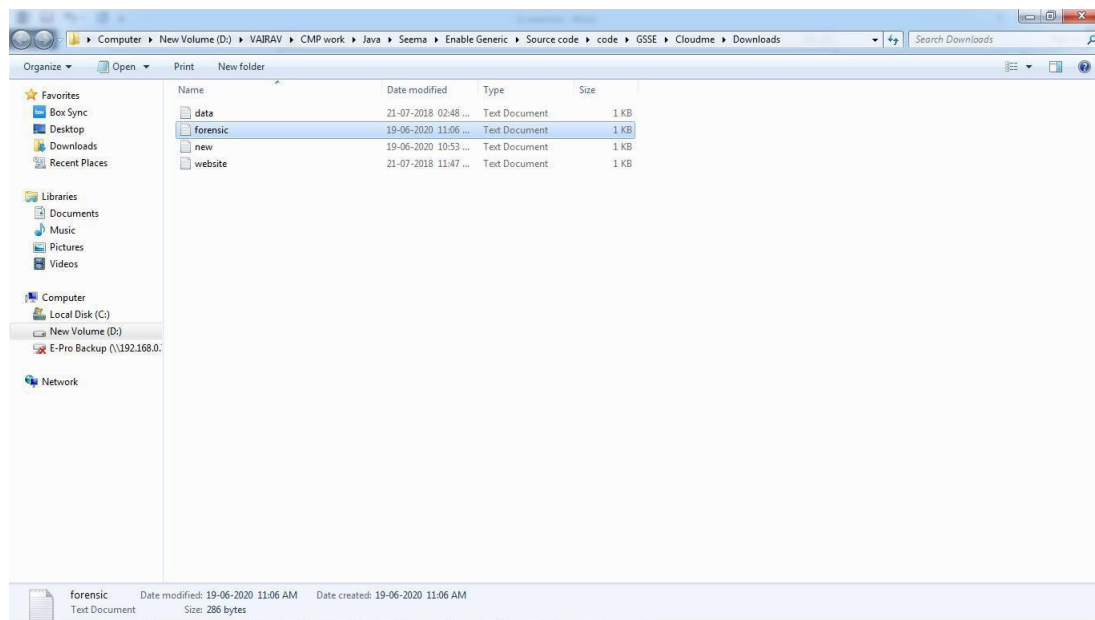 Computer ▸ New Volume (D:) ▸ VAIRAV ▸ CMP work ▸ Java ▸ Seema ▸ Enable Generic ▸ Source code ▸ code ▸ GSSE ▸ Cloudme ▸ Downloads
Search Downloads
Organize Open Print New folder
Name Date modified Type Size
Favorites
Box Sync
Desktop
Downloads
Recent Places
Libraries
Documents
Music
Pictures
Videos
Computer
Local Disk (C:)
New Volume (D:)
E-Pro Backup (\\192.168.0.
Network
data 21-07-2018 02:48 ... Text Document 1 KB
forensic 19-06-2020 11:06 ... Text Document 1 KB
new 19-06-2020 10:53 ... Text Document 1 KB
website 21-07-2018 11:47 ... Text Document 1 KB
forensic Date modified: 19-06-2020 11:06 AM Date created: 19-06-2020 11:06 AM
Text Document Size: 286 bytes